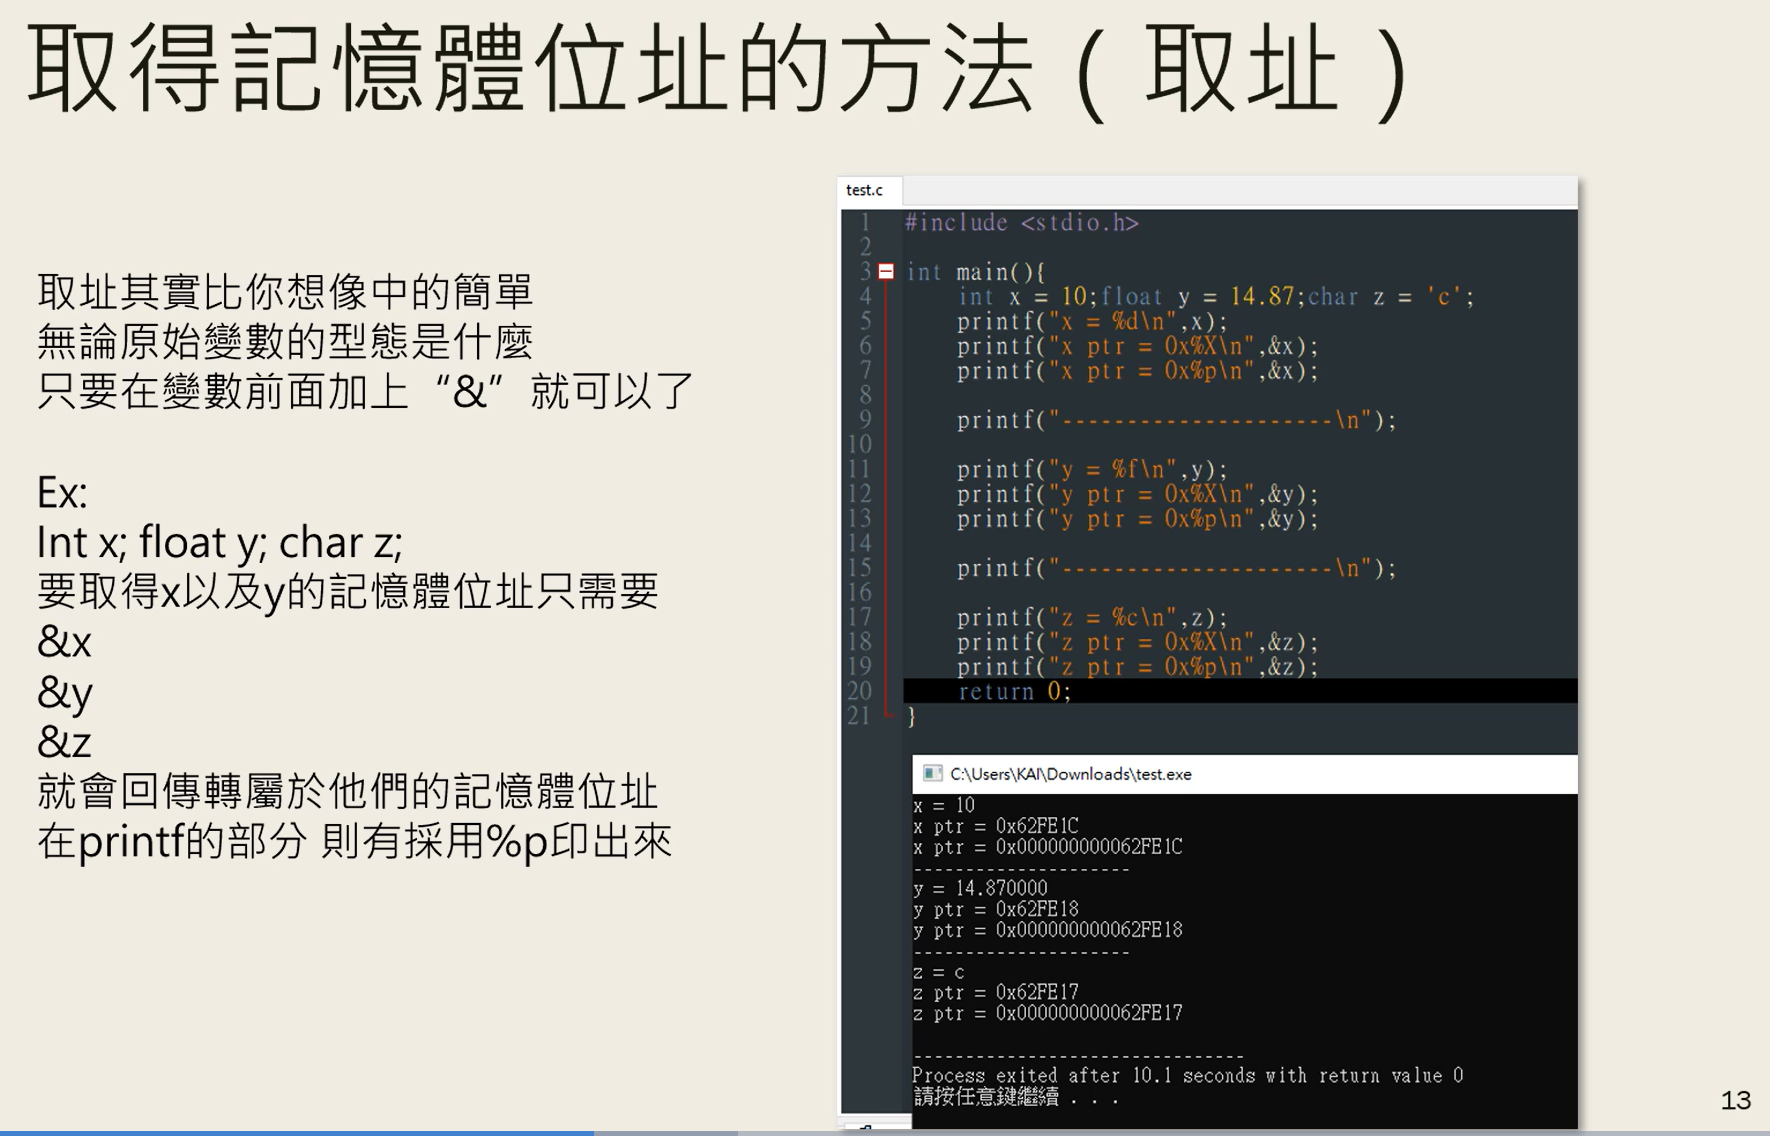 取得記憶體位址的方法（取址）
取址其實比你想像中的簡單
無論原始變數的型態是什麼
只要在變數前面加上“&”就可以了
Ex:
Int x; float y; char z;
要取得x以及y的記憶體位址只需要
&x
&y
&z
就會回傳轉屬於他們的記憶體位址
在printf的部分 則有採用%p印出來
test.c
1 #include <stdio.h>
2
3 int main(){
4 int x = 10;float y = 14.87;char z = 'c';
5 printf("x = %d\n",x);
6 printf("x ptr = 0x%X\n",&x);
7 printf("x ptr = 0x%p\n",&x);
8
9 printf("---------------------\n");
10
11 printf("y = %f\n",y);
12 printf("y ptr = 0x%X\n",&y);
13 printf("y ptr = 0x%p\n",&y);
14
15 printf("---------------------\n");
16
17 printf("z = %c\n",z);
18 printf("z ptr = 0x%X\n",&z);
19 printf("z ptr = 0x%p\n",&z);
20 return 0;
21 }
C:\Users\KAI\Downloads\test.exe
x = 10
x ptr = 0x62FE1C
x ptr = 0x000000000062FE1C
---------------------
y = 14.870000
y ptr = 0x62FE18
y ptr = 0x000000000062FE18
---------------------
z = c
z ptr = 0x62FE17
z ptr = 0x000000000062FE17
--------------------------------
Process exited after 10.1 seconds with return value 0
請按任意鍵繼續 . . .
13